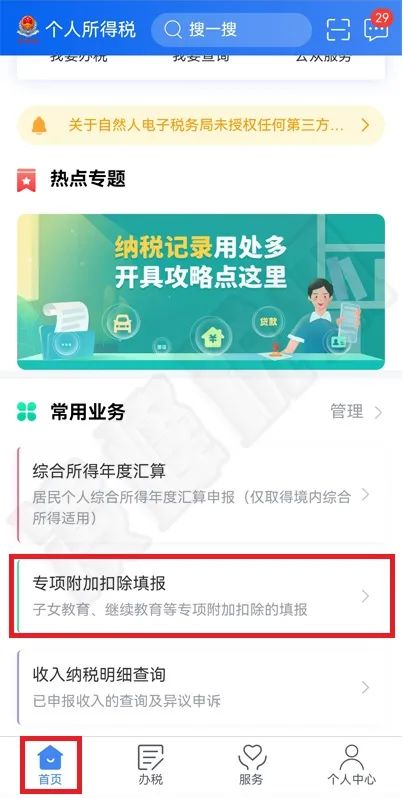 个人所得税
搜一搜
29
我要办税
我要查询
公众服务
关于自然人电子税务局未授权任何第三方...
热点专题
纳税记录用处多
开具攻略点这里
贷款
常用业务
管理
综合所得年度汇算
居民个人综合所得年度汇算申报（仅取得境内综合
所得适用）
专项附加扣除填报
子女教育、继续教育等专项附加扣除的填报
收入纳税明细查询
已申报收入的查询及异议申诉
首页
办税
服务
个人中心